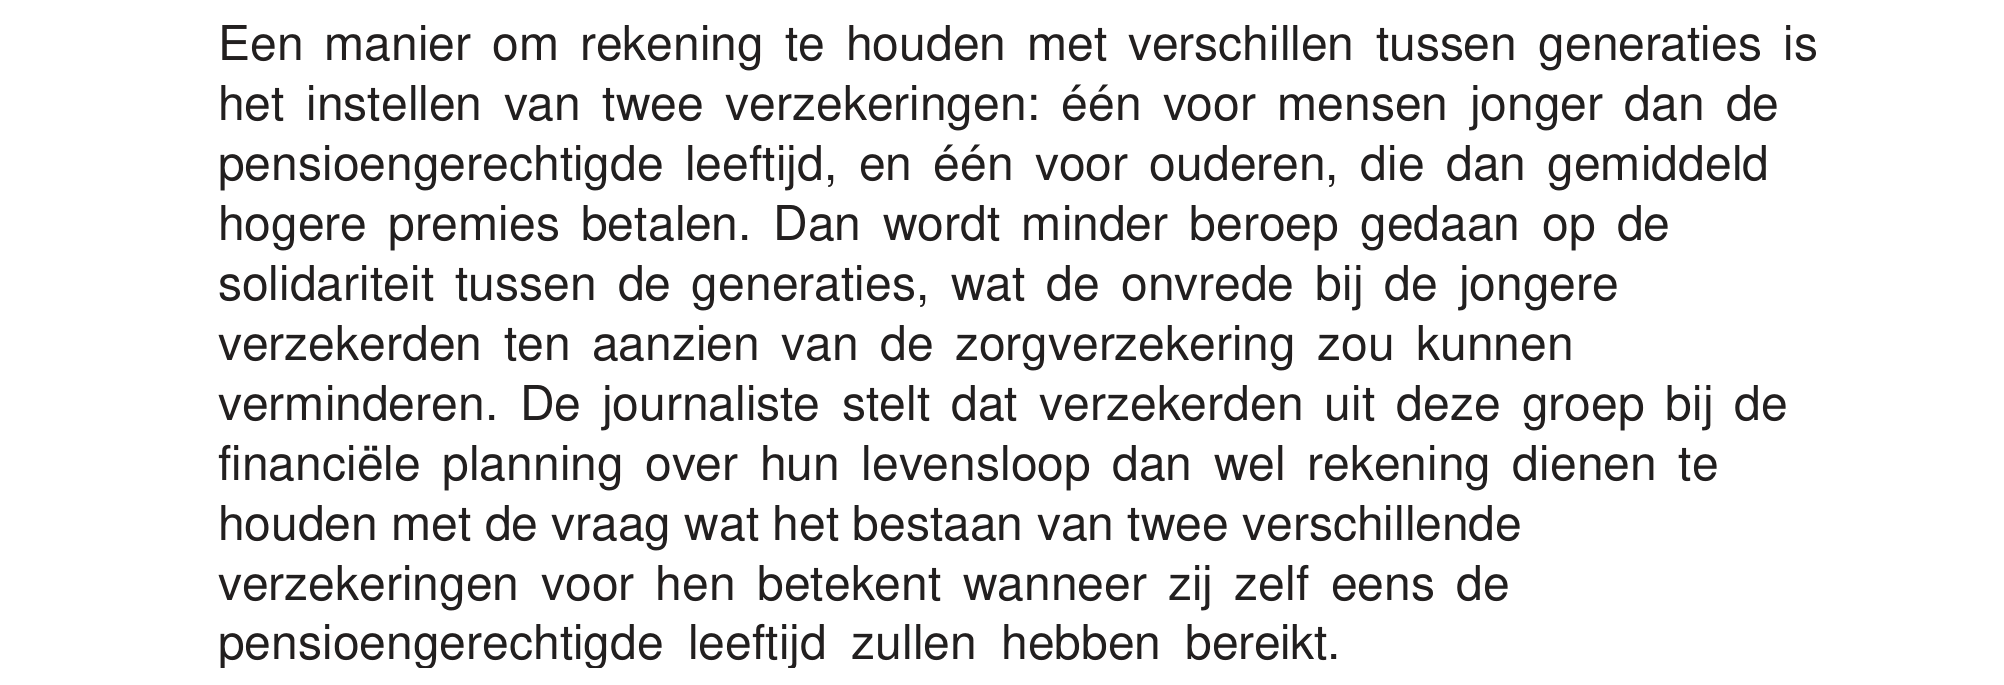 Een manier om rekening te houden met verschillen tussen generaties is
het instellen van twee verzekeringen: één voor mensen jonger dan de
pensioengerechtigde leeftijd, en één voor ouderen, die dan gemiddeld
hogere premies betalen. Dan wordt minder beroep gedaan op de
solidariteit tussen de generaties, wat de onvrede bij de jongere
verzekerden ten aanzien van de zorgverzekering zou kunnen
verminderen. De journaliste stelt dat verzekerden uit deze groep bij de
financiële planning over hun levensloop dan wel rekening dienen te
houden met de vraag wat het bestaan van twee verschillende
verzekeringen voor hen betekent wanneer zij zelf eens de
pensioengerechtigde leeftijd zullen hebben bereikt.